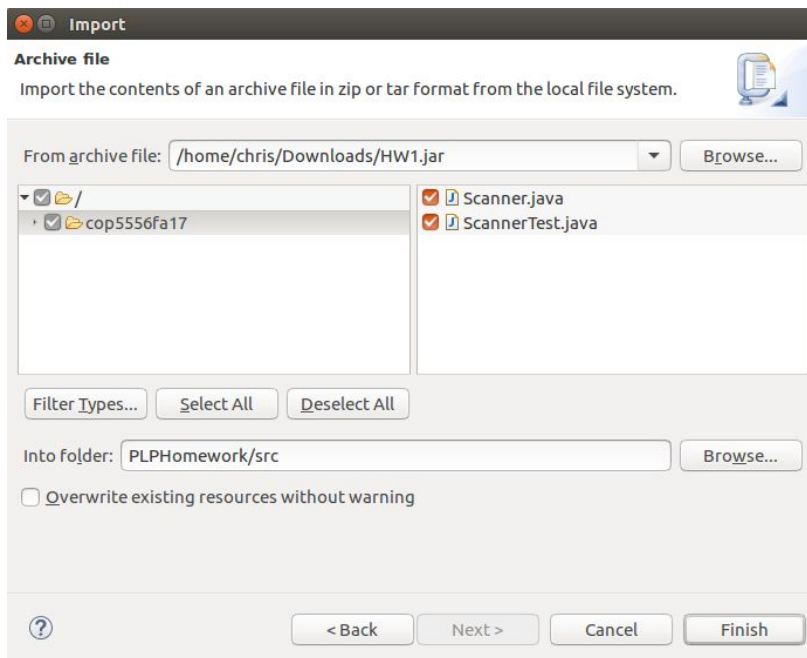 Import
Archive file
Import the contents of an archive file in zip or tar format from the local file system.
From archive file: /home/chris/Downloads/HW1.jar Browse...
/ Scanner.java
cop5556fa17 ScannerTest.java
Filter Types... Select All Deselect All
Into folder: PLPHomework/src Browse...
Overwrite existing resources without warning
? < Back Next > Cancel Finish